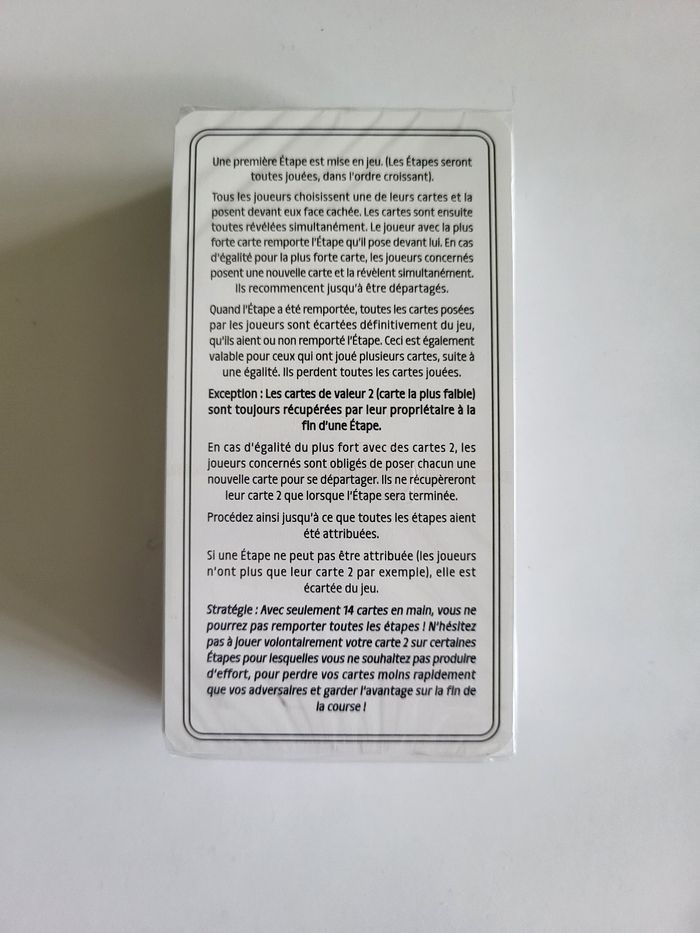 Une première Étape est mise en jeu. (Les Étapes seront
toutes jouées, dans l'ordre croissant).
Tous les joueurs choisissent une de leurs cartes et la
posent devant eux face cachée. Les cartes sont ensuite
toutes révélées simultanément. Le joueur avec la plus
forte carte remporte l'Étape qu'il pose devant lui. En cas
d'égalité pour la plus forte carte, les joueurs concernés
posent une nouvelle carte et la révèlent simultanément.
Ils recommencent jusqu'à être départagés.
Quand l'Étape a été remportée, toutes les cartes posées
par les joueurs sont écartées définitivement du jeu,
qu'ils aient ou non remporté l'Étape. Ceci est également
valable pour ceux qui ont joué plusieurs cartes, suite à
une égalité. Ils perdent toutes les cartes jouées.
Exception : Les cartes de valeur 2 (carte la plus faible)
sont toujours récupérées par leur propriétaire à la
fin d'une Étape.
En cas d'égalité du plus fort avec des cartes 2, les
joueurs concernés sont obligés de poser chacun une
nouvelle carte pour se départager. Ils ne récupèreront
leur carte 2 que lorsque l'Étape sera terminée.
Procédez ainsi jusqu'à ce que toutes les étapes aient
été attribuées.
Si une Étape ne peut pas être attribuée (les joueurs
n'ont plus que leur carte 2 par exemple), elle est
écartée du jeu.
Stratégie : Avec seulement 14 cartes en main, vous ne
pourrez pas remporter toutes les étapes ! N'hésitez
pas à jouer volontairement votre carte 2 sur certaines
Étapes pour lesquelles vous ne souhaitez pas produire
d'effort, pour perdre vos cartes moins rapidement
que vos adversaires et garder l'avantage sur la fin de
la course !